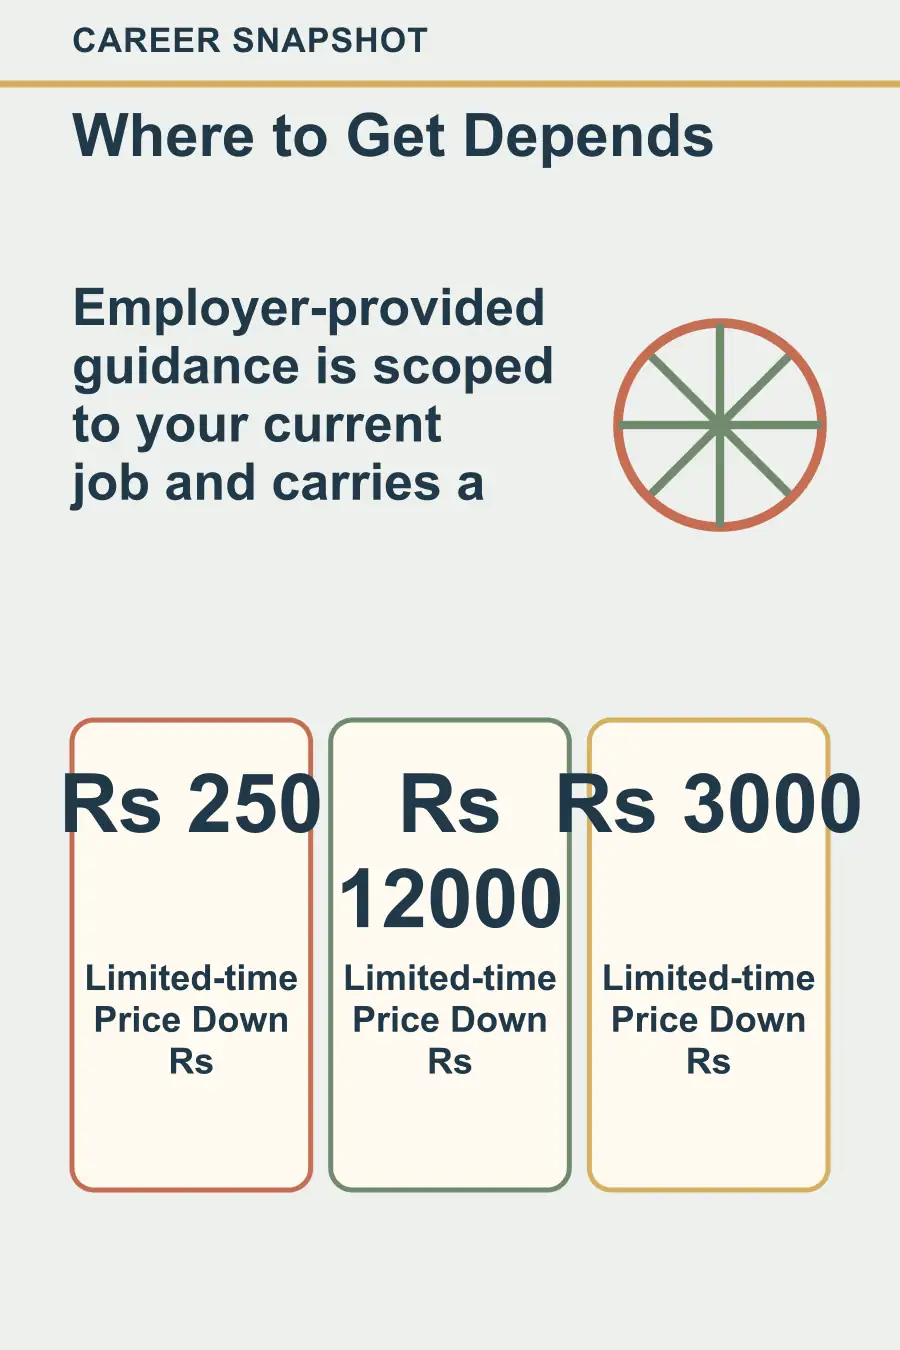 CAREER SNAPSHOT
Where to Get Depends
Employer-provided
guidance is scoped
to your current
job and carries a
Rs 250
Limited-time
Price Down
Rs
Rs
12000
Limited-time
Price Down
Rs
Rs 3000
Limited-time
Price Down
Rs